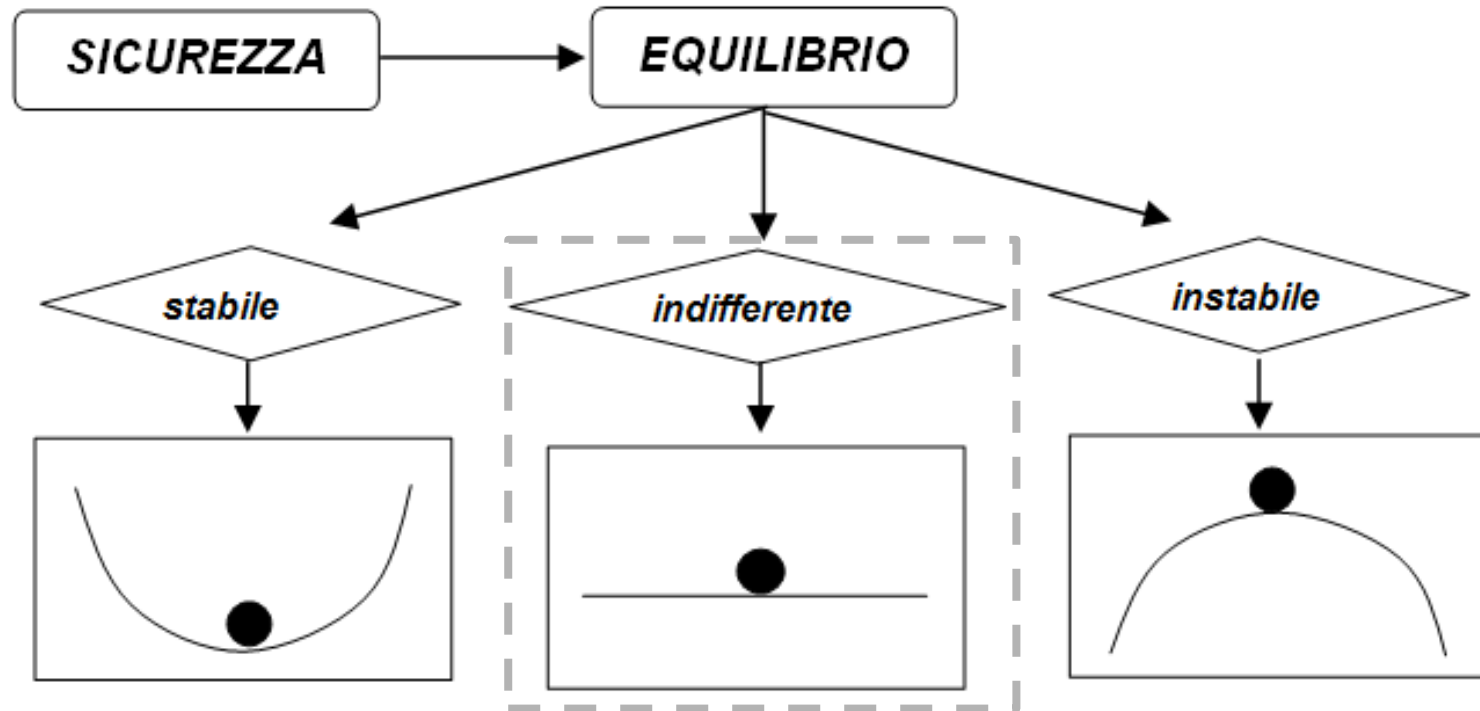 SICUREZZA
EQUILIBRIO
stabile
indifferente
instabile